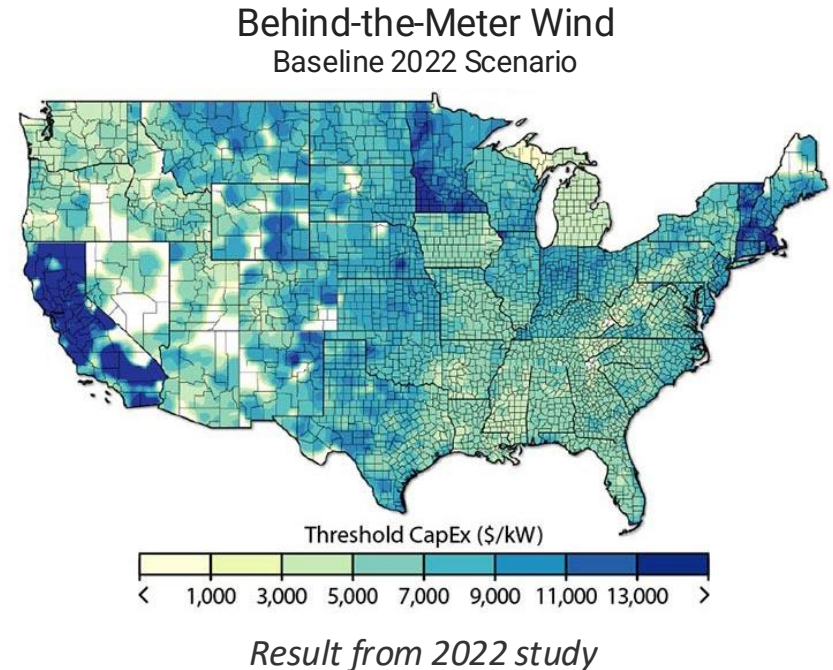 Behind-the-Meter Wind
Baseline 2022 Scenario
Threshold CapEx ($/kW)
< 1,000 3,000 5,000 7,000 9,000 11,000 13,000 >
Result from 2022 study